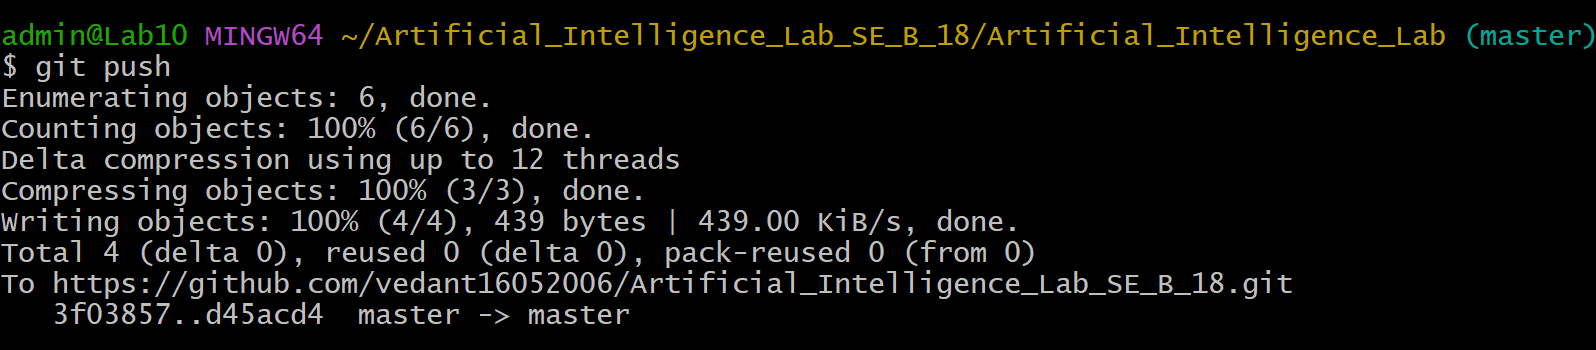 admin@Lab10 MINGW64 ~/Artificial_Intelligence_Lab_SE_B_18/Artificial_Intelligence_Lab (master)
$ git push
Enumerating objects: 6, done.
Counting objects: 100% (6/6), done.
Delta compression using up to 12 threads
Compressing objects: 100% (3/3), done.
Writing objects: 100% (4/4), 439 bytes | 439.00 KiB/s, done.
Total 4 (delta 0), reused 0 (delta 0), pack-reused 0 (from 0)
To https://github.com/vedant16052006/Artificial_Intelligence_Lab_SE_B_18.git
   3f03857..d45acd4  master -> master